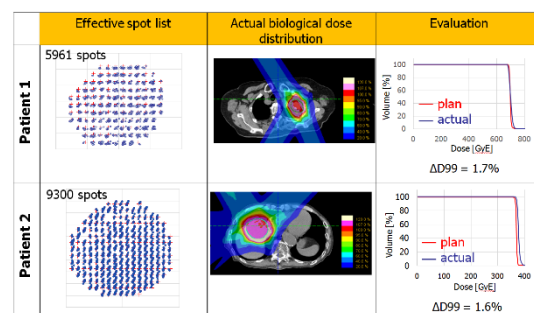 Effective spot list
Actual biological dose
distribution
Evaluation
Patient 1
5961 spots
Volume [%]
100
80
60
40
20
0
plan
actual
0
200
400
600
800
Dose [GyE]
ΔD99 = 1.7%
Patient 2
9300 spots
Volume [%]
100
80
60
40
20
0
plan
actual
0
200
400
Dose [GyE]
ΔD99 = 1.6%